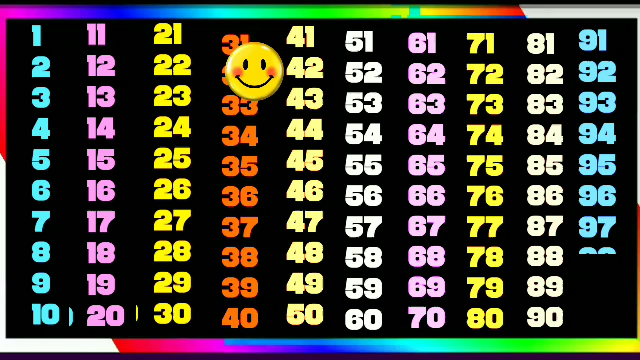 1 11 21 31 41 51 61 71 81 91
2 12 22 42 52 62 72 82 92
3 13 23 33 43 53 63 73 83 93
4 14 24 34 44 54 64 74 84 94
5 15 25 35 45 55 65 75 85 95
6 16 26 36 46 56 66 76 86 96
7 17 27 37 47 57 67 77 87 97
8 18 28 38 48 58 68 78 88
9 19 29 39 49 59 69 79 89
10 20 30 40 50 60 70 80 90